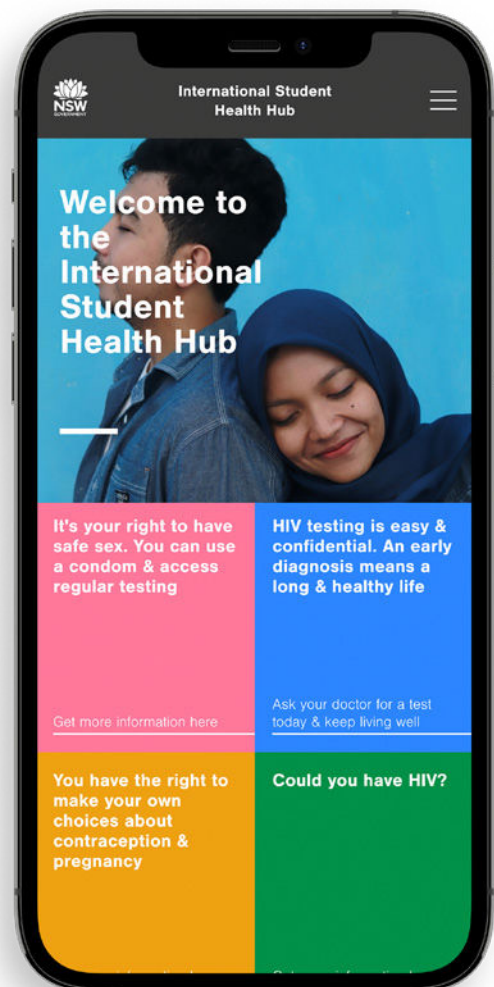 NSW
GOVERNMENT
International Student
Health Hub
Welcome to
the
International
Student
Health Hub
It's your right to have
safe sex. You can use
a condom & access
regular testing
Get more information here
HIV testing is easy &
confidential. An early
diagnosis means a
long & healthy life
Ask your doctor for a test
today & keep living well
You have the right to
make your own
choices about
contraception &
pregnancy
Could you have HIV?